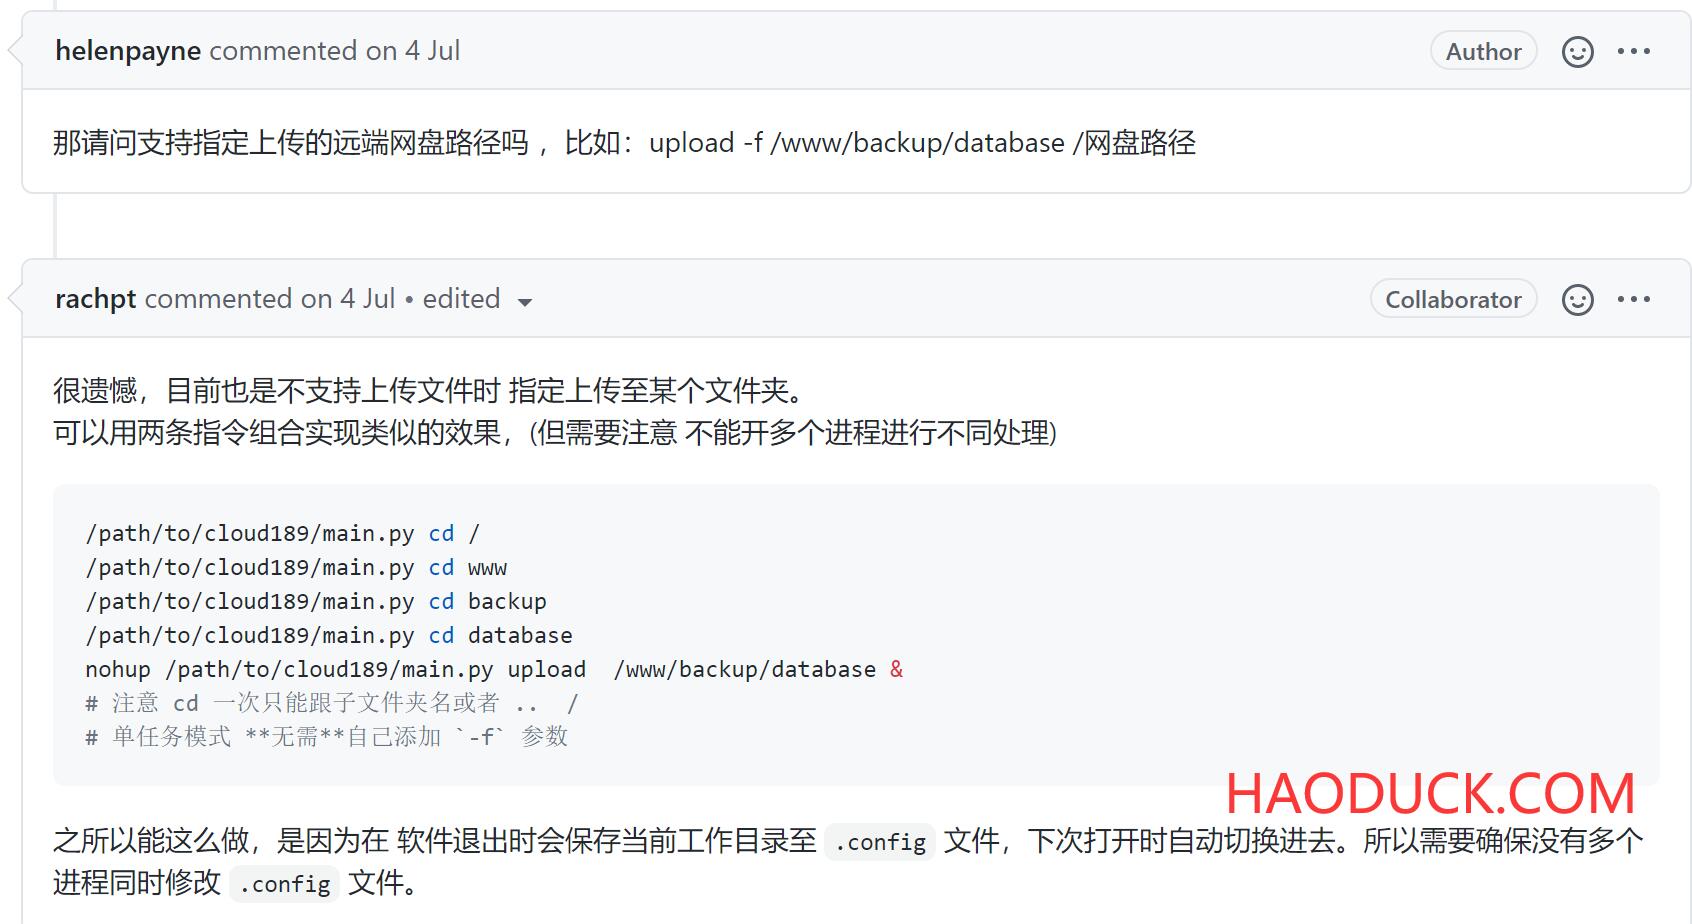 helenpayne commented on 4 Jul Author
那请问支持指定上传的远端网盘路径吗 ，比如：upload -f /www/backup/database /网盘路径
rachpt commented on 4 Jul • edited Collaborator
很遗憾，目前也是不支持上传文件时 指定上传至某个文件夹。
可以用两条指令组合实现类似的效果，(但需要注意 不能开多个进程进行不同处理)
/path/to/cloud189/main.py cd /
/path/to/cloud189/main.py cd www
/path/to/cloud189/main.py cd backup
/path/to/cloud189/main.py cd database
nohup /path/to/cloud189/main.py upload  /www/backup/database &
# 注意 cd 一次只能跟子文件夹名或者 ..  /
# 单任务模式 **无需**自己添加 `-f` 参数
HAODUCK.COM
之所以能这么做，是因为在 软件退出时会保存当前工作目录至 .config 文件，下次打开时自动切换进去。所以需要确保没有多个
进程同时修改 .config 文件。